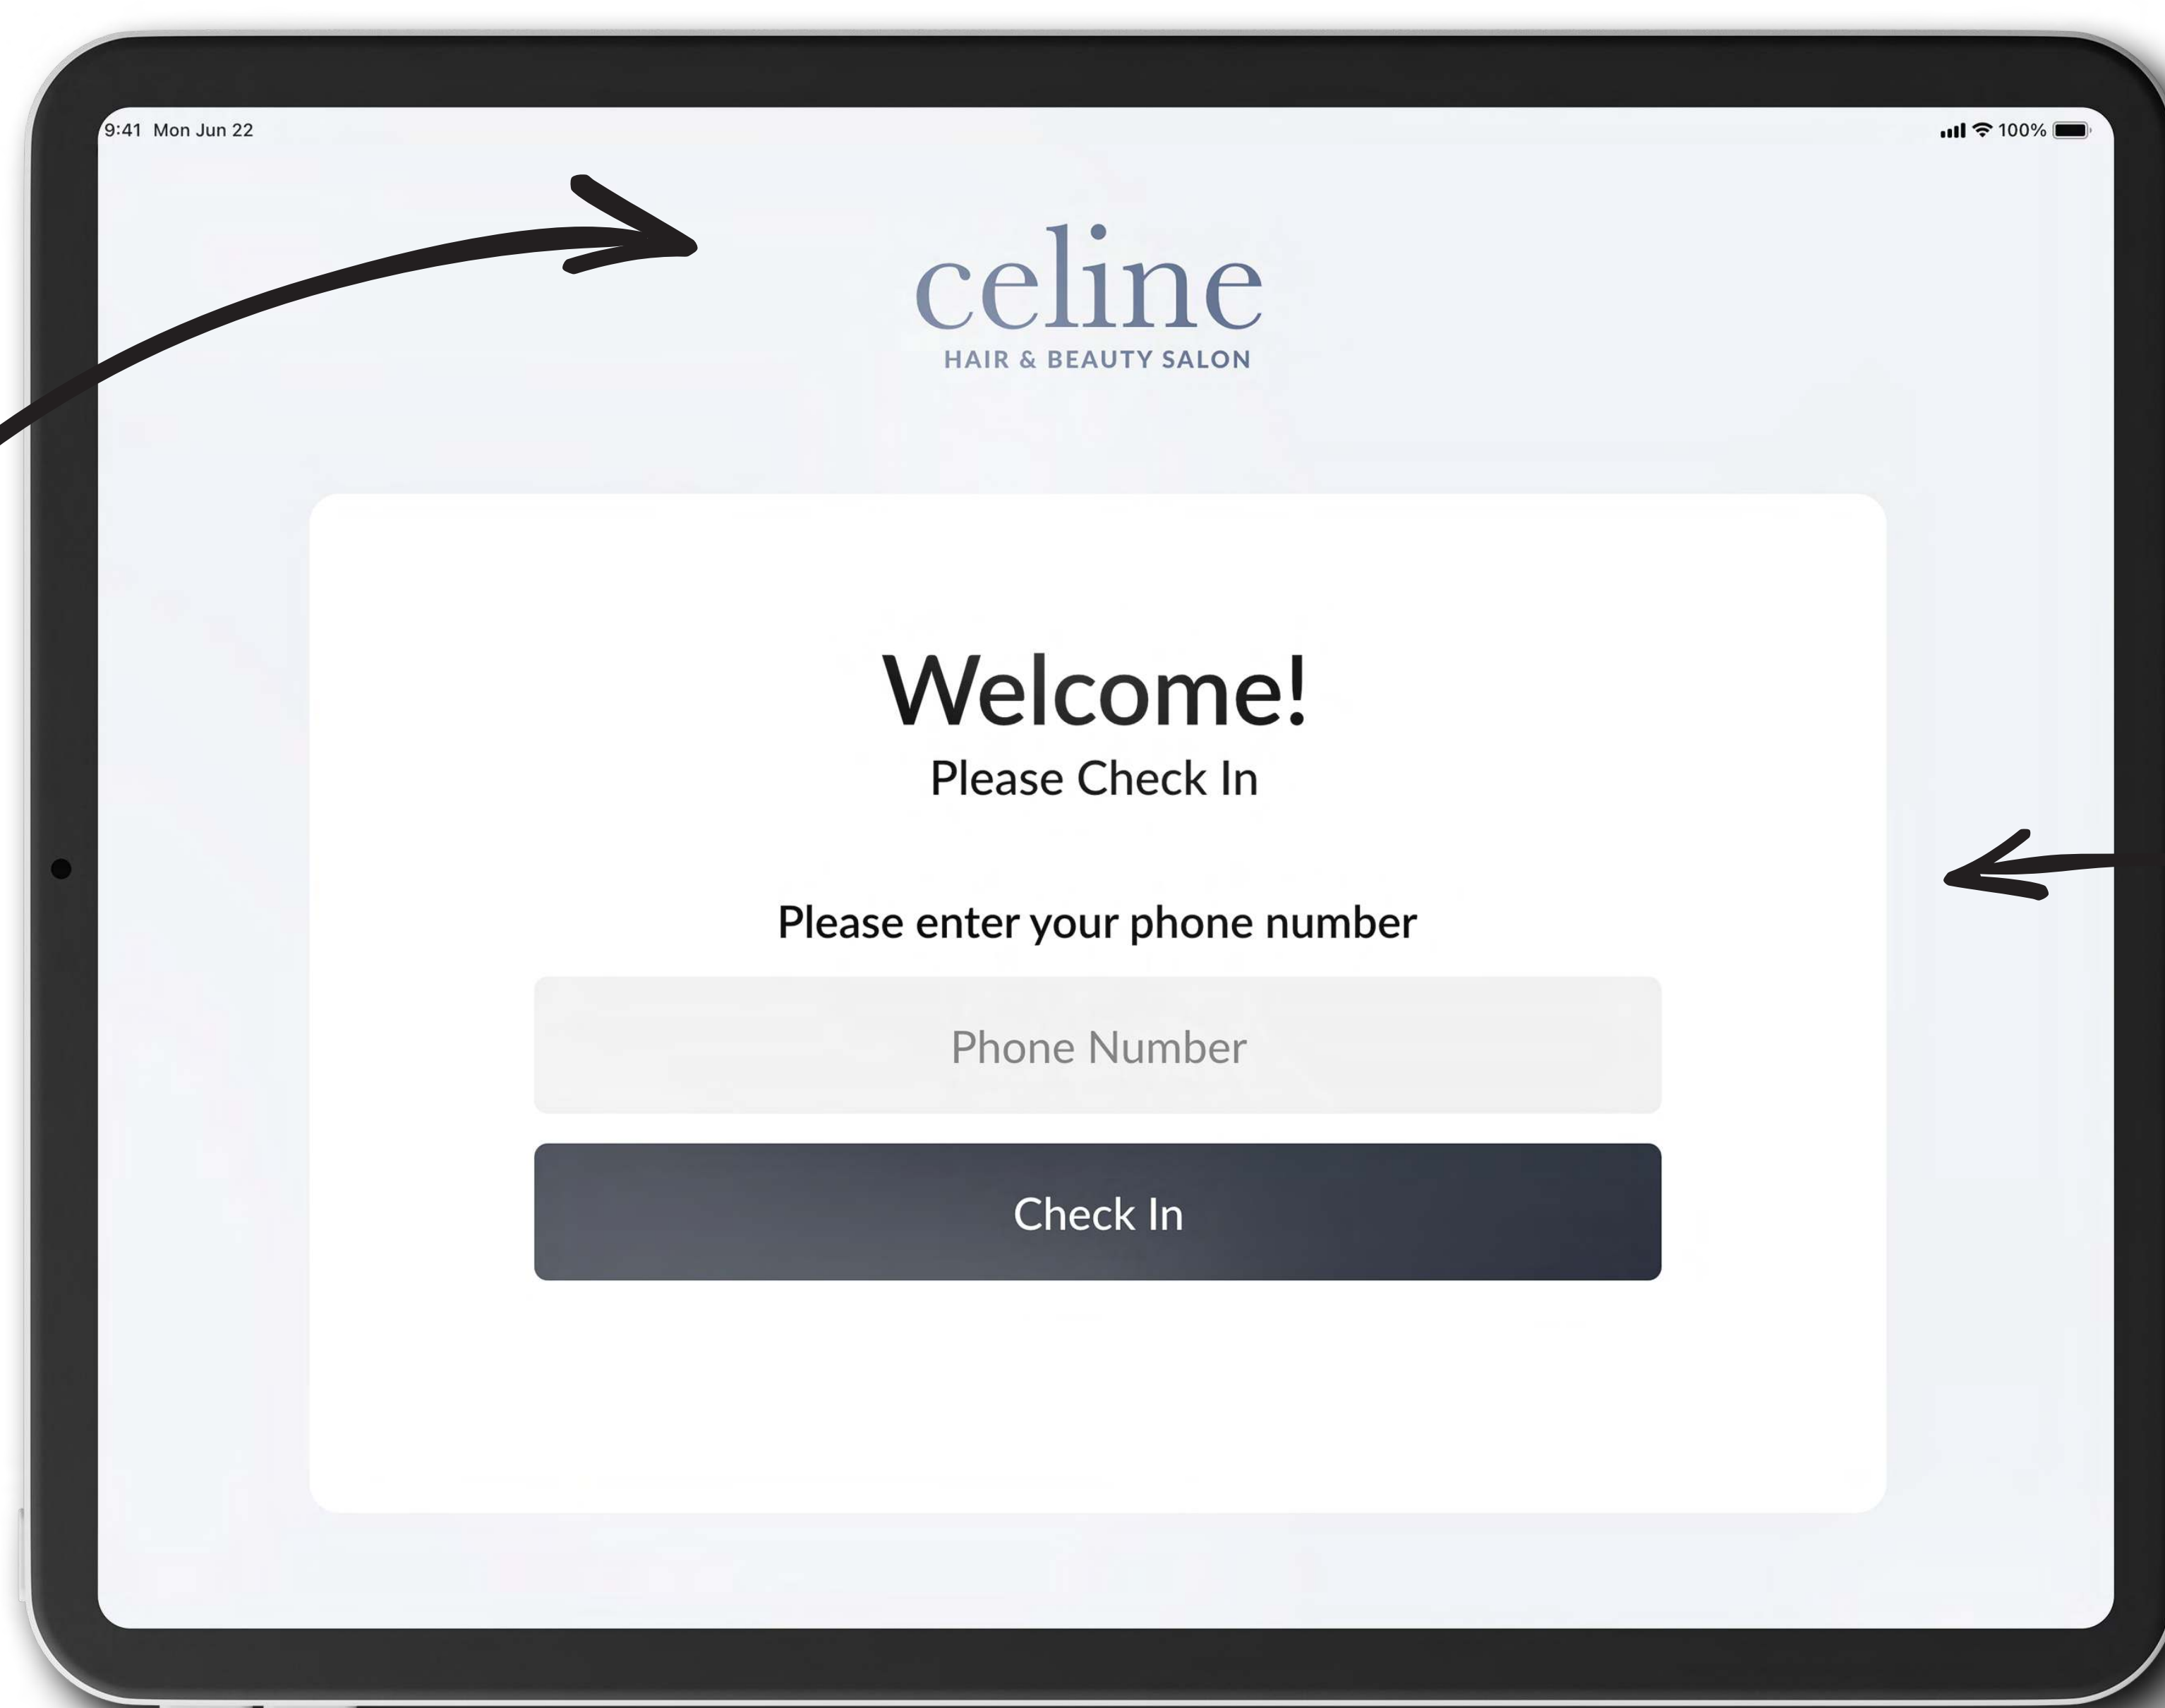 9:41 Mon Jun 22
100%
celine
HAIR & BEAUTY SALON
Welcome!
Please Check In
Please enter your phone number
Phone Number
Check In